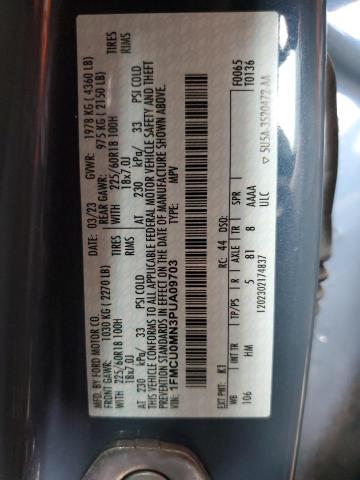 MFD. BY FORD MOTOR CO.
DATE: 03/23 GVWR: 1978 KG ( 4360 LB)
FRONT GAWR: 1030 KG ( 2270 LB) REAR GAWR: 975 KG ( 2150 LB)
WITH 225/60R18 100H TIRES WITH 225/60R18 100H TIRES
18x7.0J RIMS 18x7.0J RIMS
AT 230 kPa/ 33 PSI COLD AT 230 kPa/ 33 PSI COLD
THIS VEHICLE CONFORMS TO ALL APPLICABLE FEDERAL MOTOR VEHICLE SAFETY AND THEFT
PREVENTION STANDARDS IN EFFECT ON THE DATE OF MANUFACTURE SHOWN ABOVE.
VIN: 1FMCU0MN3PUA09703
TYPE: MPV
F0065
T0136
EXT PNT: K1 RC: 44 DSO:
WB INT TR TP/PS R AXLE TR SPR
106 HM 5 81 8 AAAA
ULC
1202302174837
5U5A-3520472-AA